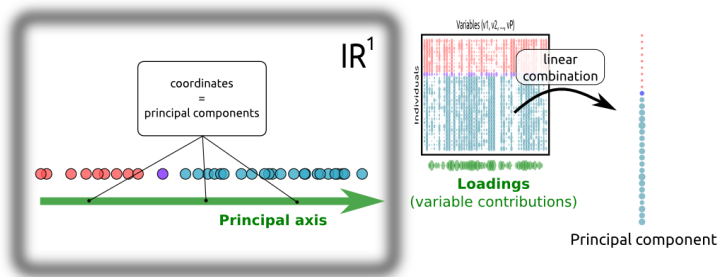 IR1
coordinates
=
principal components
Principal axis
Variables (v1, v2, ..., vP)
Individuals
linear
combination
Loadings
(variable contributions)
Principal component